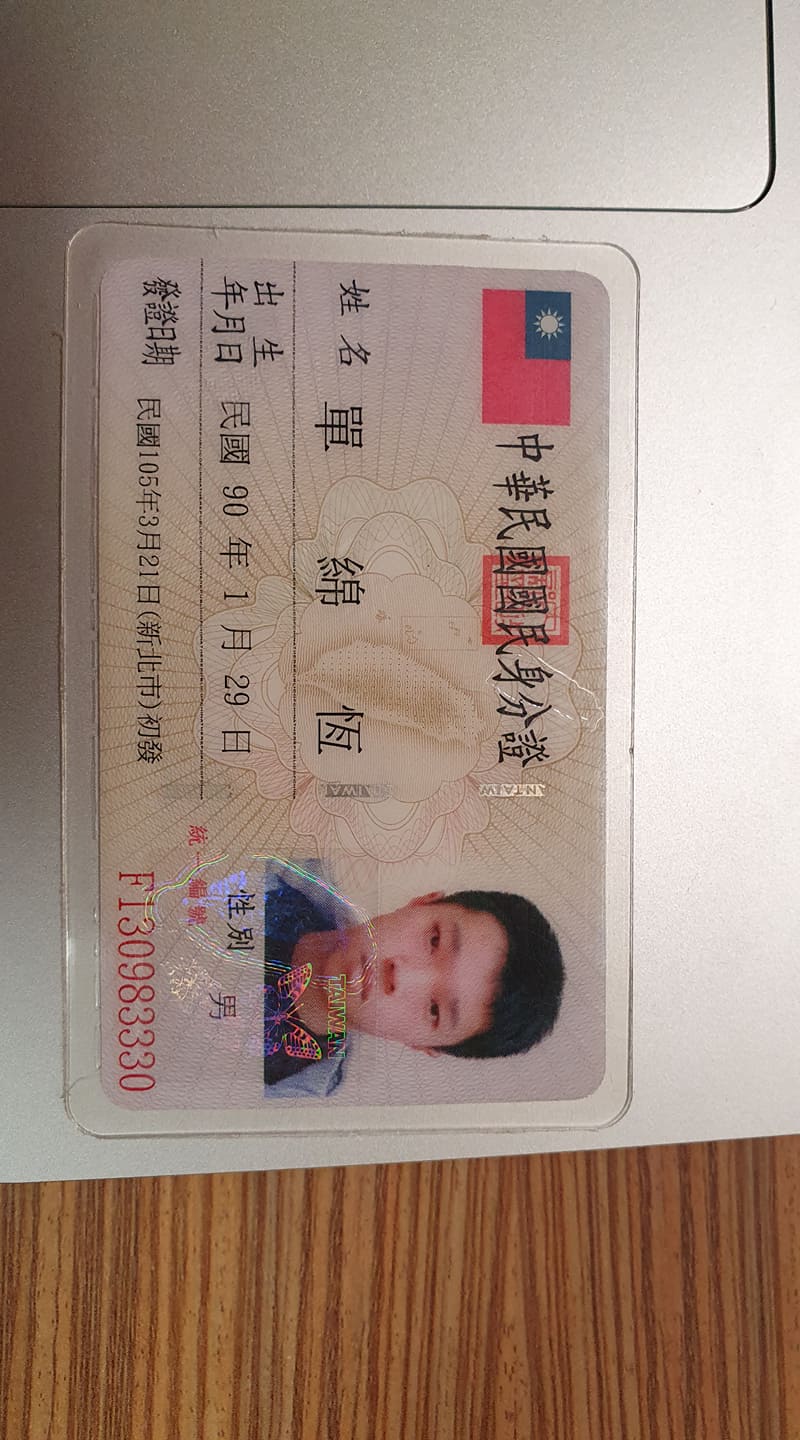 中華民國國民身分證
姓名 單綿恆
出生年月日 民國 90 年 1 月 29 日
性別 男
發證日期 民國105年3月21日(新北市)初發
統一編號
F130983330
TAIWAN
TAIWAN